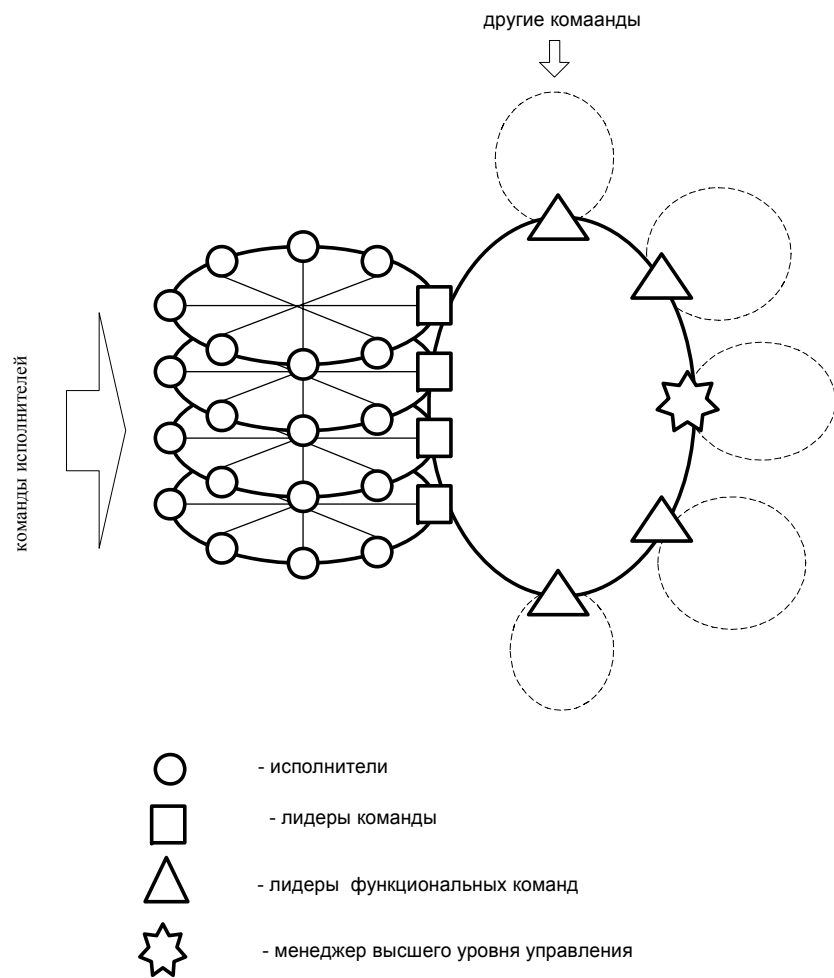 другие комаанды
команды исполнителей
- исполнители
- лидеры команды
- лидеры функциональных команд
- менеджер высшего уровня управления